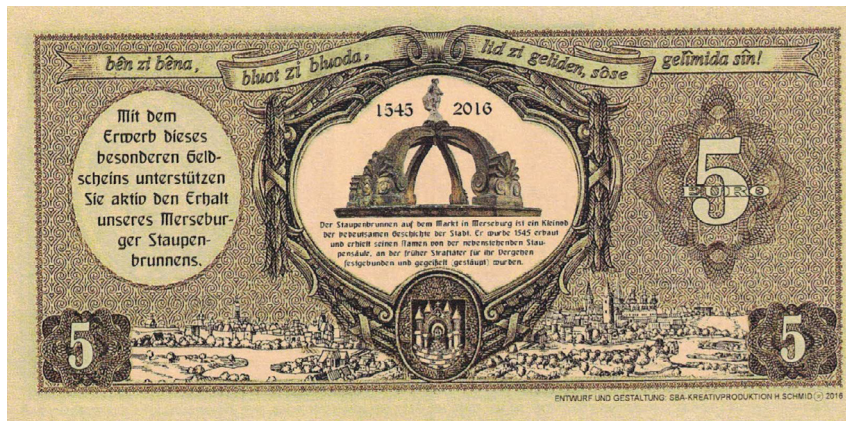 bên zi bêna, bluot zi bluoda, lid zi geliden, sôse gelîmida sîn!
1545 2016
Mit dem
Erwerb dieses
besonderen Geld-
scheins unterstützen
Sie aktiv den Erhalt
unseres Mersebur-
ger Staupen-
brunnens.
Der Staupenbrunnen auf dem Markt in Merseburg ist ein Kleinod
der bedeutsamen Geschichte der Stadt. Er wurde 1545 erbaut
und erhielt seinen Namen von der nebenstehenden Stau-
pensäule, an der früher Straftäter für ihr Vergehen
festgebunden und gegeißelt (gestäupt) wurden.
5
EURO
5
5
ENTWURF UND GESTALTUNG: SBA-KREATIVPRODUKTION H.SCHMID 2016